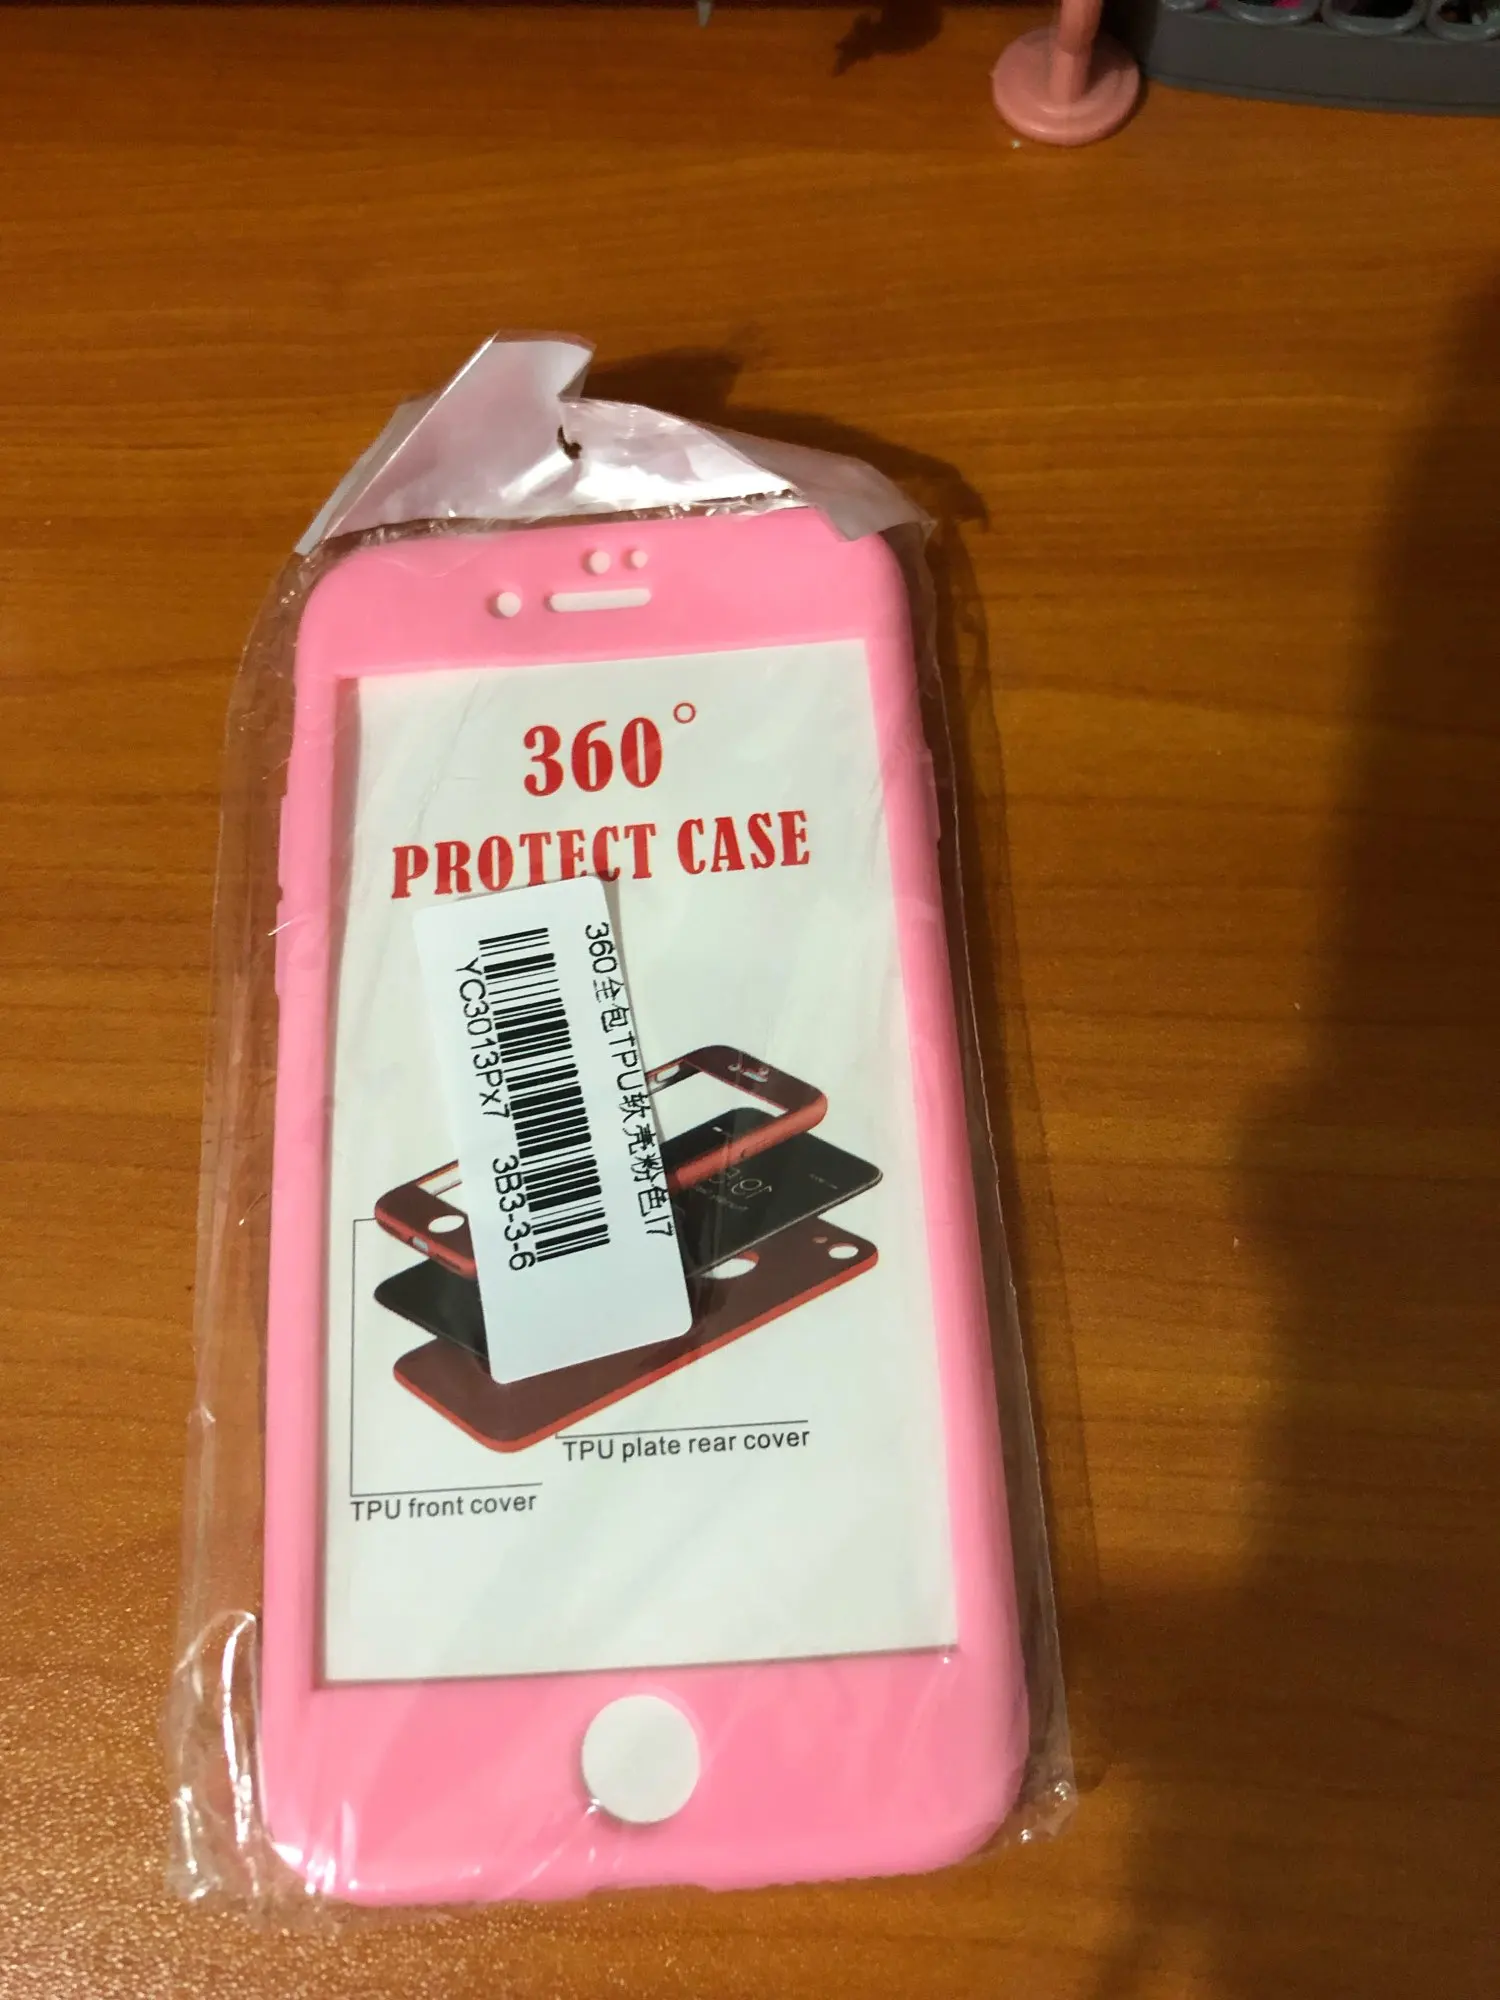 360°
PROTECT CASE
360全包TPU软壳粉色I7
YC3013Px7 3B3-3-6
TPU plate rear cover
TPU front cover